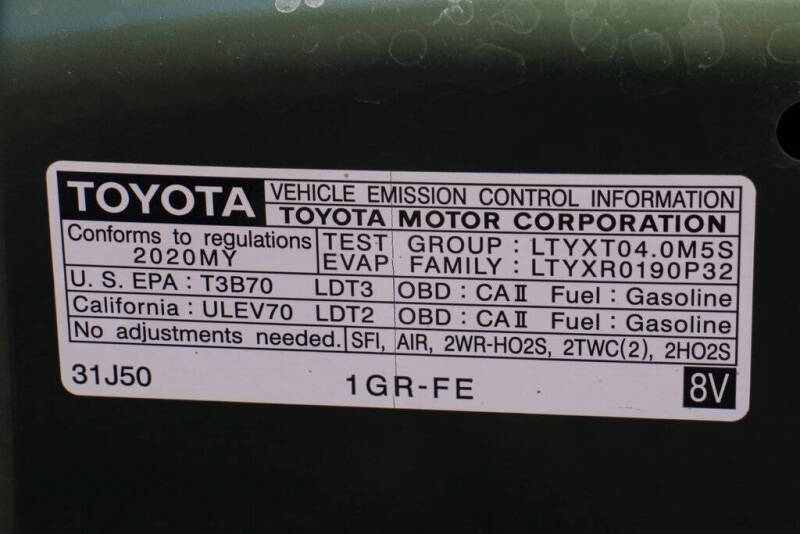 TOYOTA VEHICLE EMISSION CONTROL INFORMATION
TOYOTA MOTOR CORPORATION
Conforms to regulations TEST GROUP : LTYXT04.0M5S
2020MY EVAP FAMILY : LTYXR0190P32
U. S. EPA : T3B70 LDT3 OBD : CAⅡ Fuel : Gasoline
California : ULEV70 LDT2 OBD : CAⅡ Fuel : Gasoline
No adjustments needed. SFI, AIR, 2WR-HO2S, 2TWC(2), 2HO2S
31J50 1GR-FE 8V